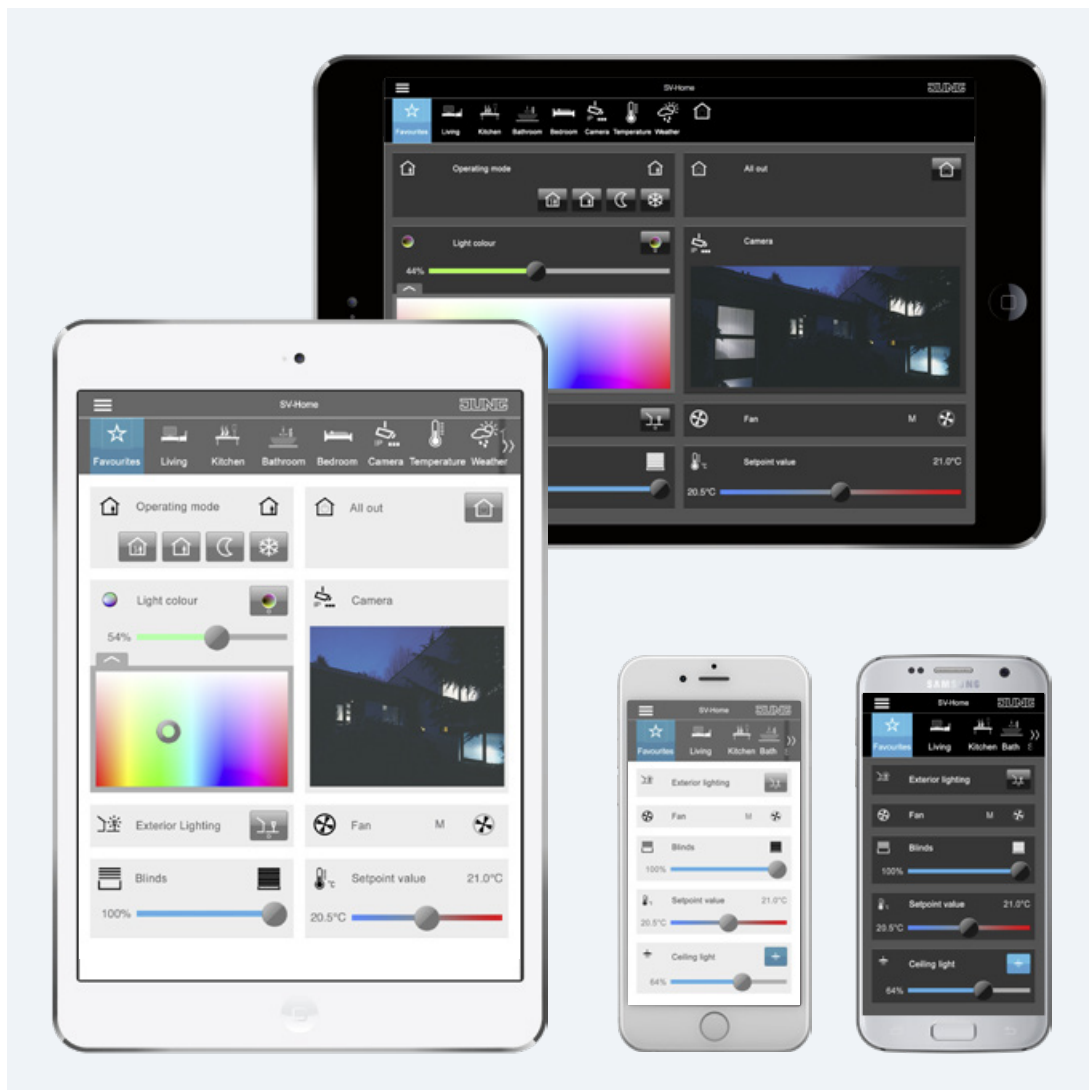 SV-Home
JUNG
Favourites Living Kitchen Bathroom Bedroom Camera Temperature Weather
Operating mode
All out
Light colour
44%
IP
Camera
Fan M
°C Setpoint value 21.0°C
20.5°C
SV-Home
JUNG
IP
Favourites Living Kitchen Bathroom Bedroom Camera Temperature Weather
Operating mode
All out
Light colour
54%
IP
Camera
Exterior Lighting
Fan M
Blinds
100%
°C Setpoint value 21.0°C
20.5°C
SV-Home
JUNG
Favourites Living Kitchen Bath
Exterior lighting
Fan M
Blinds
100%
Setpoint value 21.0°C
20.5°C
Ceiling light
64%
SAMSUNG
SV-Home
JUNG
Favourites Living Kitchen Bath
Exterior lighting
Fan M
Blinds
100%
Setpoint value 21.0°C
20.5°C
Ceiling light
64%